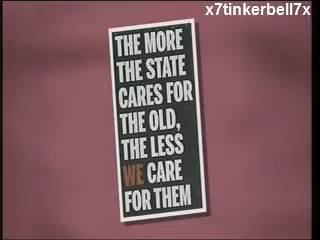 x7tinkerbell7x
THE MORE
THE STATE
CARES FOR
THE OLD,
THE LESS
WE CARE
FOR THEM